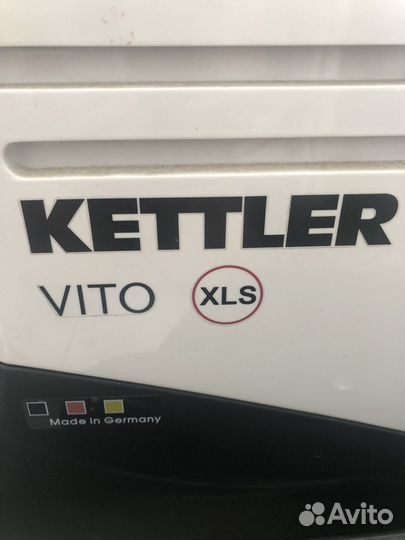 KETTLER
VITO XLS
Made in Germany
Avito